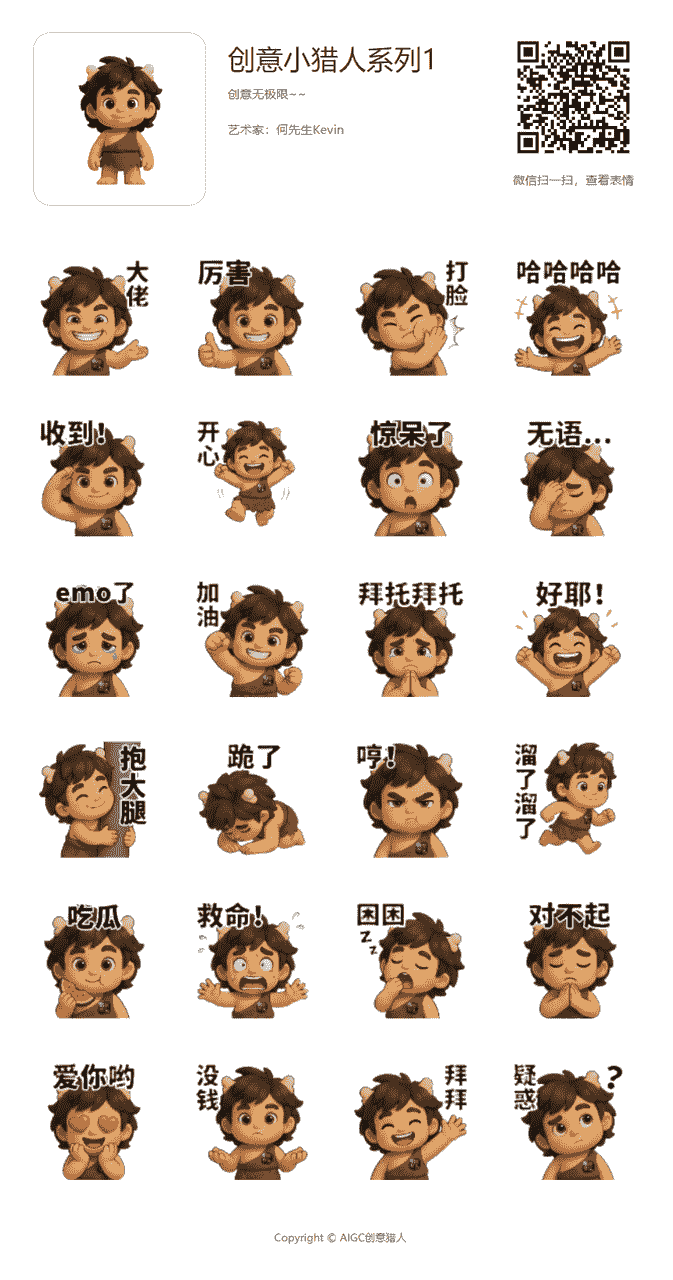 创意小猎人系列1
创意无极限~~
艺术家：何先生Kevin
微信扫一扫，查看表情
大佬
厉害
打脸
哈哈哈哈
收到！
开心
惊呆了
无语...
emo了
加油
拜托拜托
好耶！
抱大腿
跪了
哼！
溜了溜了
吃瓜
救命！
困困
zz
对不起
爱你哟
没钱
拜拜
疑惑？
Copyright © AIGC创意猎人